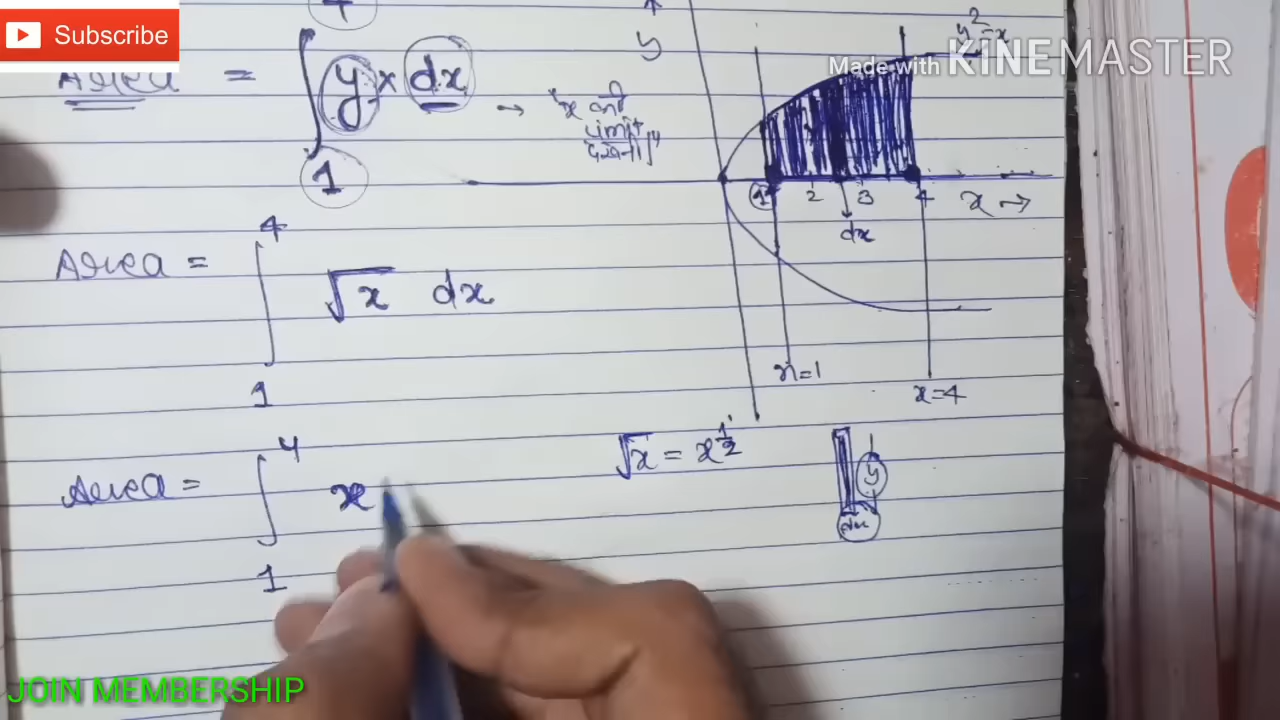 Subscribe
Made with KINEMASTER
4
Area = ∫ y × dx → "x की
limit
1
y
y² = x
1 2 3 4 x →
dx
4
Area = ∫ √x dx
1
x=1
x=4
4
Area = ∫ x
1
√x = x^1/2
y
dx
JOIN MEMBERSHIP